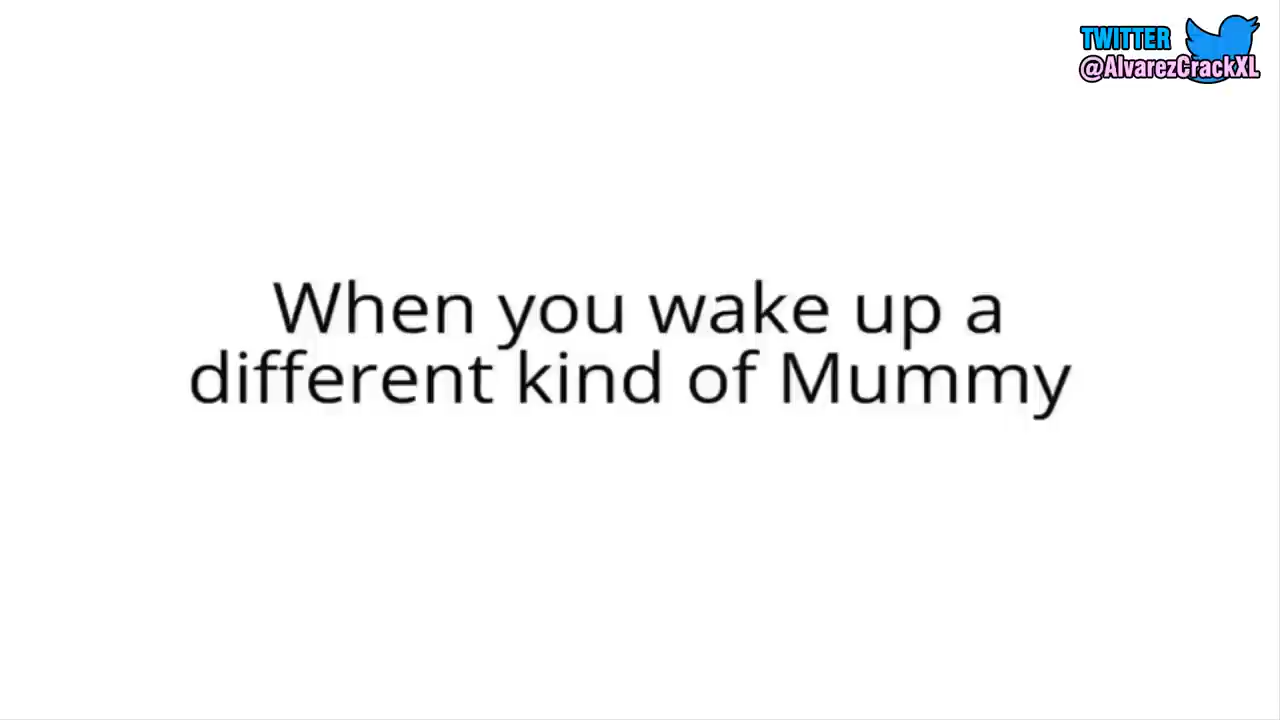 TWITTER
@AlvarezCrackXL
When you wake up a
different kind of Mummy